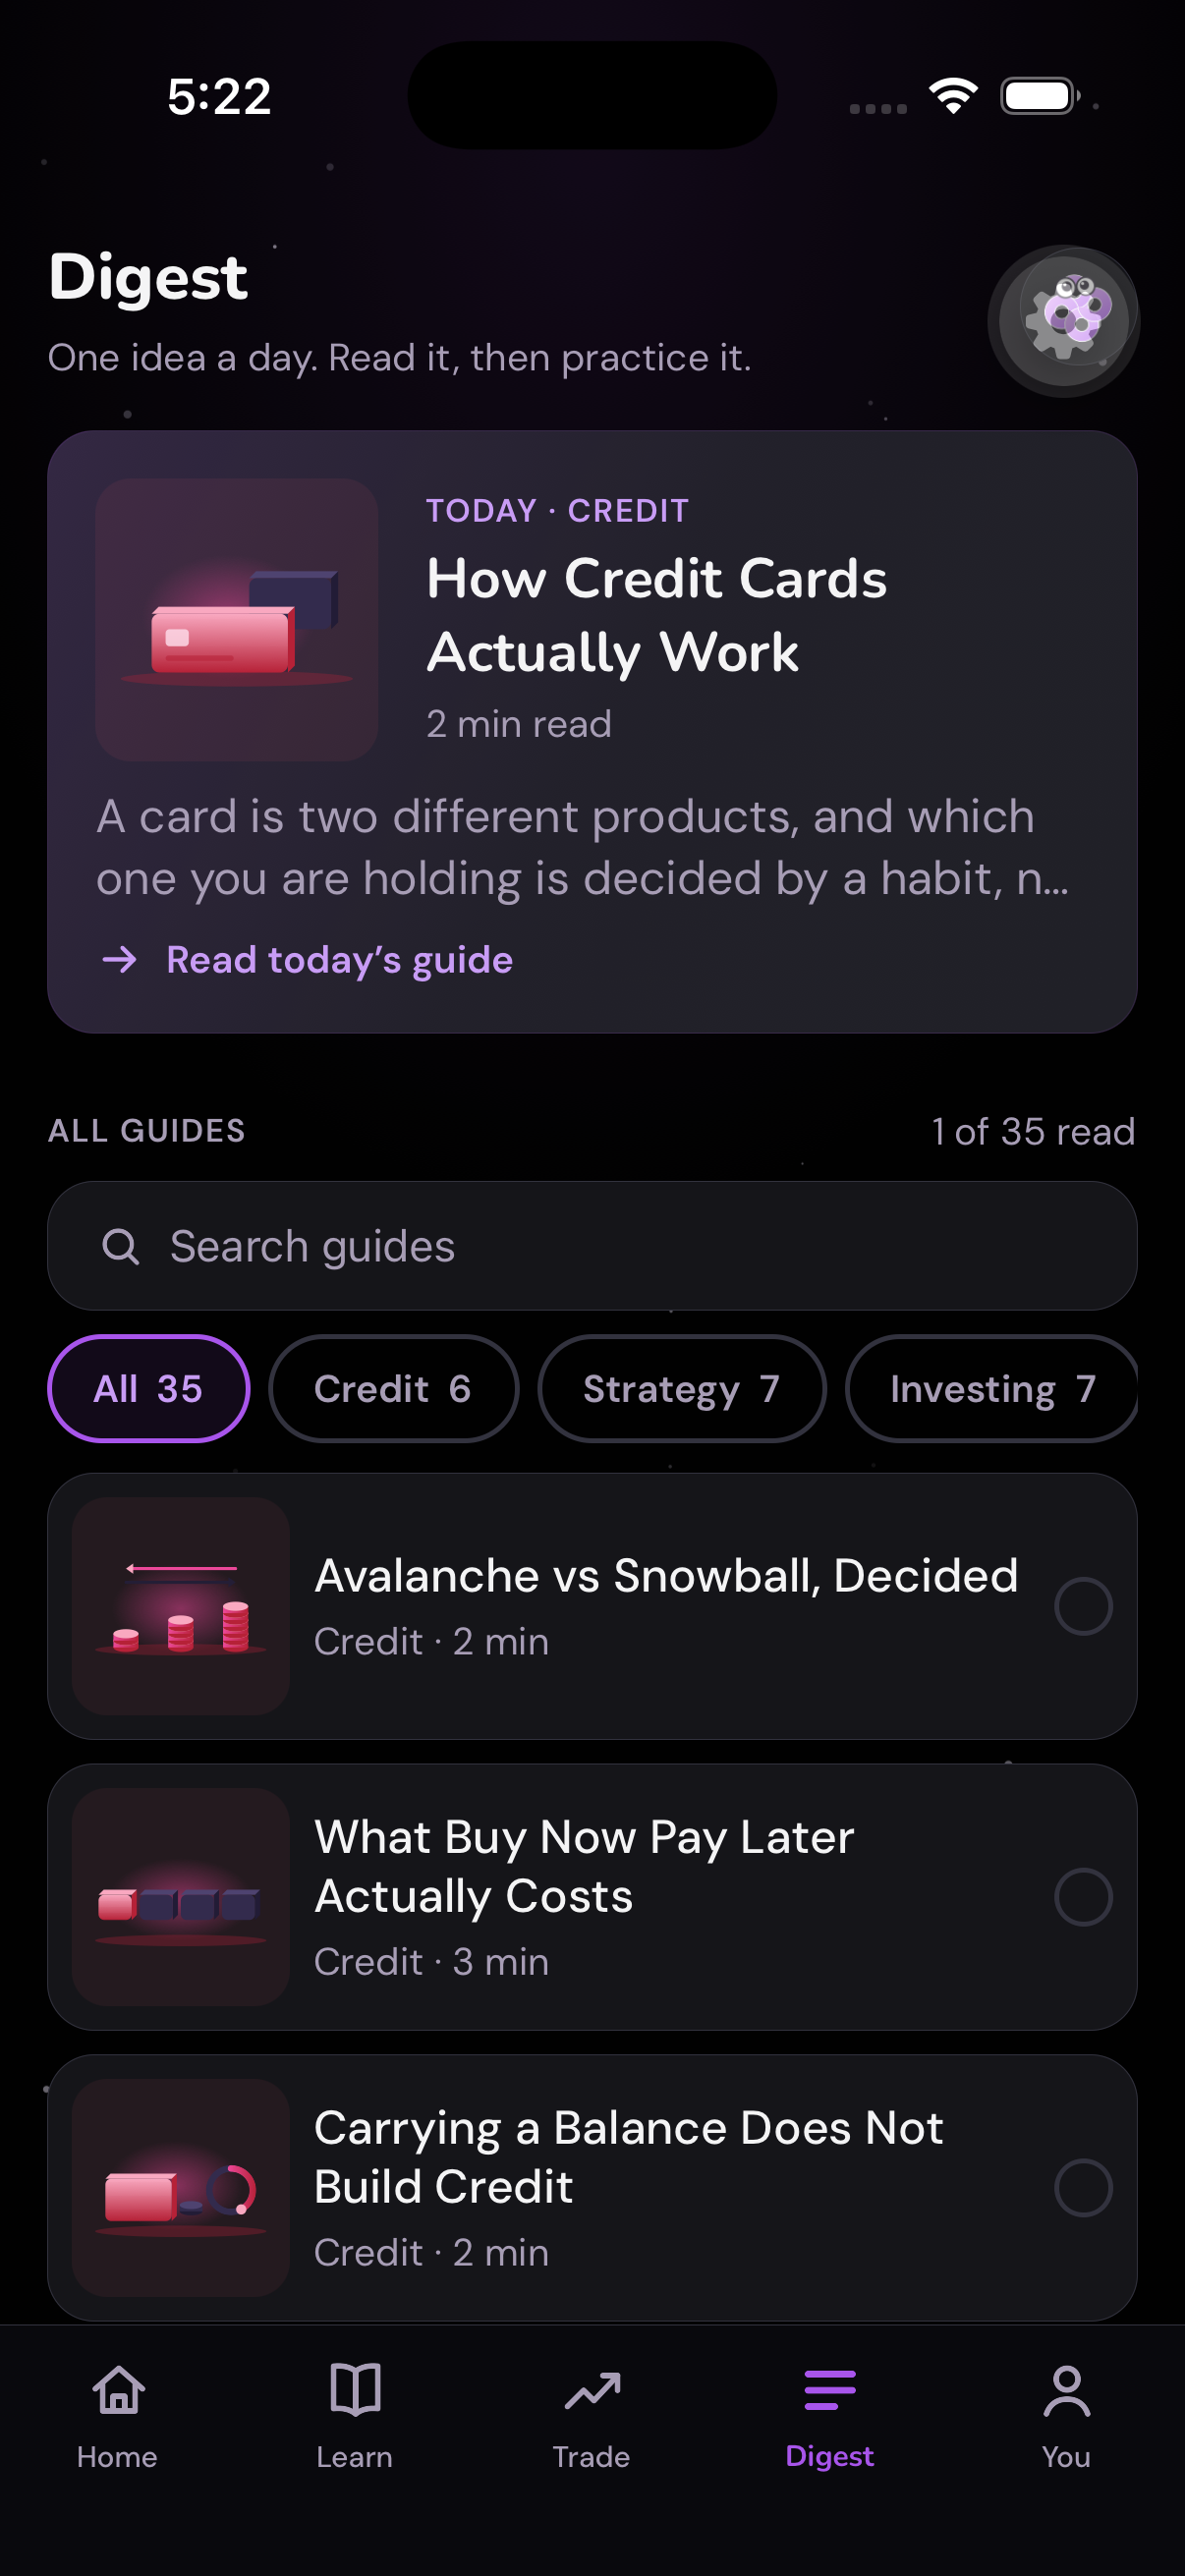 5:22
Digest
One idea a day. Read it, then practice it.
TODAY · CREDIT
How Credit Cards
Actually Work
2 min read
A card is two different products, and which
one you are holding is decided by a habit, n...
Read today’s guide
ALL GUIDES
1 of 35 read
Search guides
All 35
Credit 6
Strategy 7
Investing 7
Avalanche vs Snowball, Decided
Credit · 2 min
What Buy Now Pay Later
Actually Costs
Credit · 3 min
Carrying a Balance Does Not
Build Credit
Credit · 2 min
Home
Learn
Trade
Digest
You